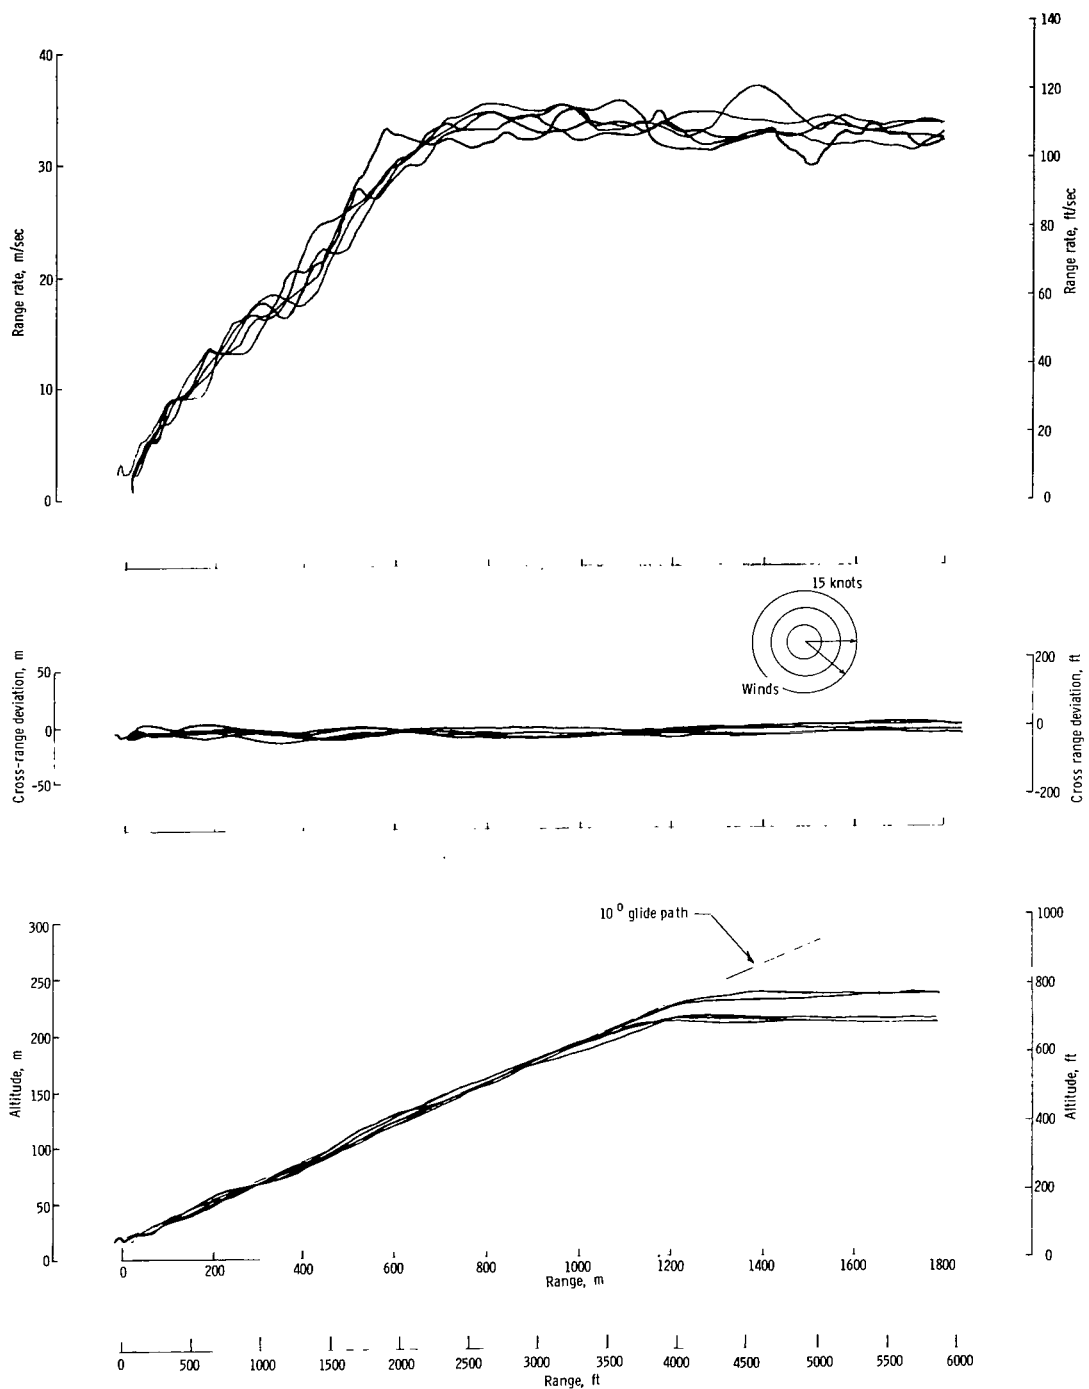 140
120
100
80
60
40
20
0
Range rate, ft/sec
40
30
20
10
0
Range rate, m/sec
15 knots
Winds
50
0
-50
Cross-range deviation, m
200
0
-200
Cross range deviation, ft
10° glide path
300
250
200
150
100
50
0
Altitude, m
1000
800
600
400
200
0
Altitude, ft
0 200 400 600 800 1000 1200 1400 1600 1800
Range, m
0 500 1000 1500 2000 2500 3000 3500 4000 4500 5000 5500 6000
Range, ft